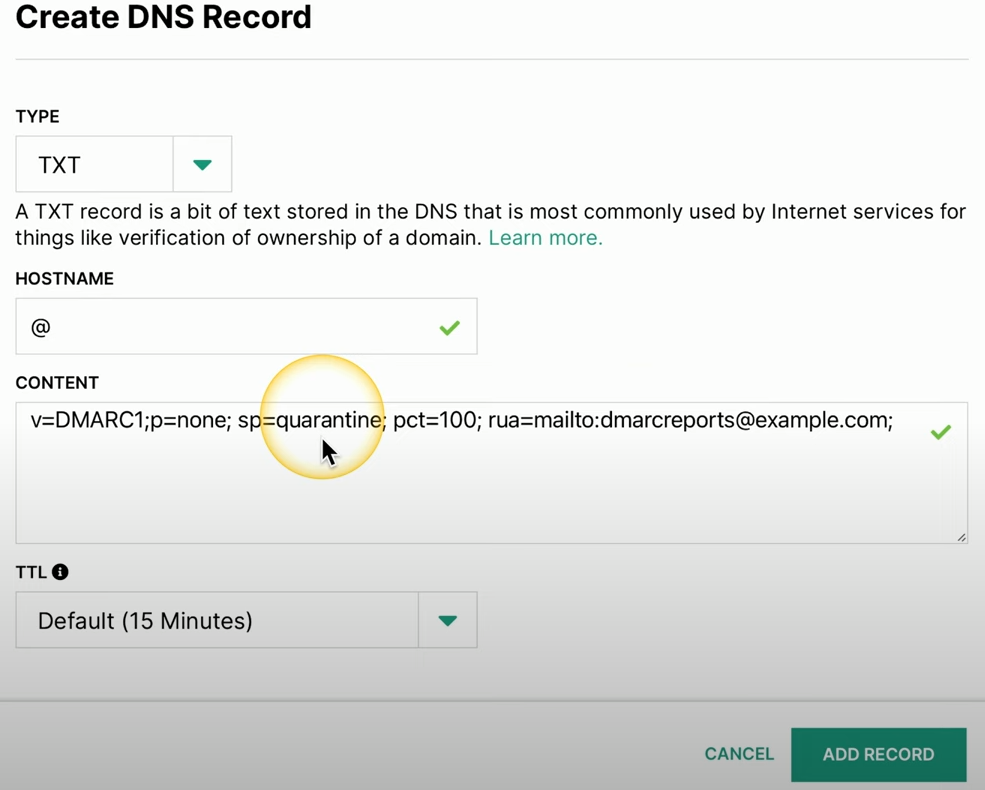 Create DNS Record
TYPE
TXT
A TXT record is a bit of text stored in the DNS that is most commonly used by Internet services for
things like verification of ownership of a domain. Learn more.
HOSTNAME
@
CONTENT
v=DMARC1;p=none; sp=quarantine; pct=100; rua=mailto:dmarcreports@example.com;
TTL
Default (15 Minutes)
CANCEL
ADD RECORD